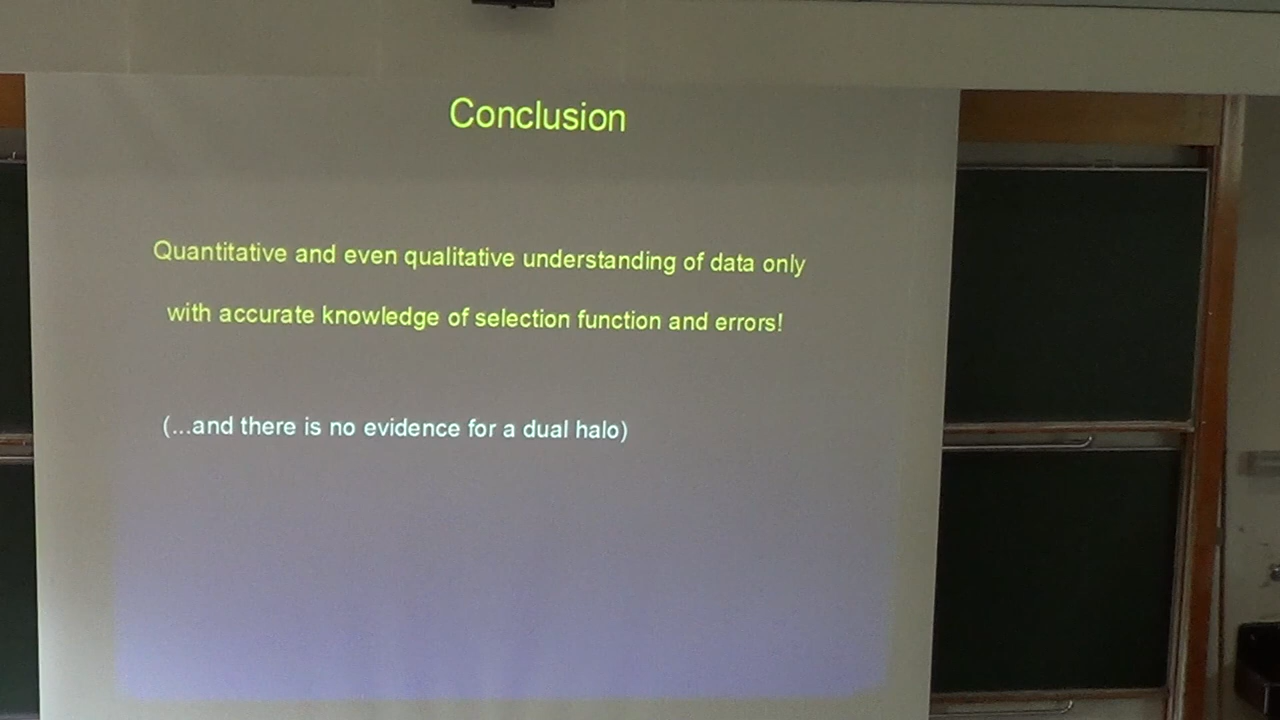 Conclusion
Quantitative and even qualitative understanding of data only
with accurate knowledge of selection function and errors!
(...and there is no evidence for a dual halo)